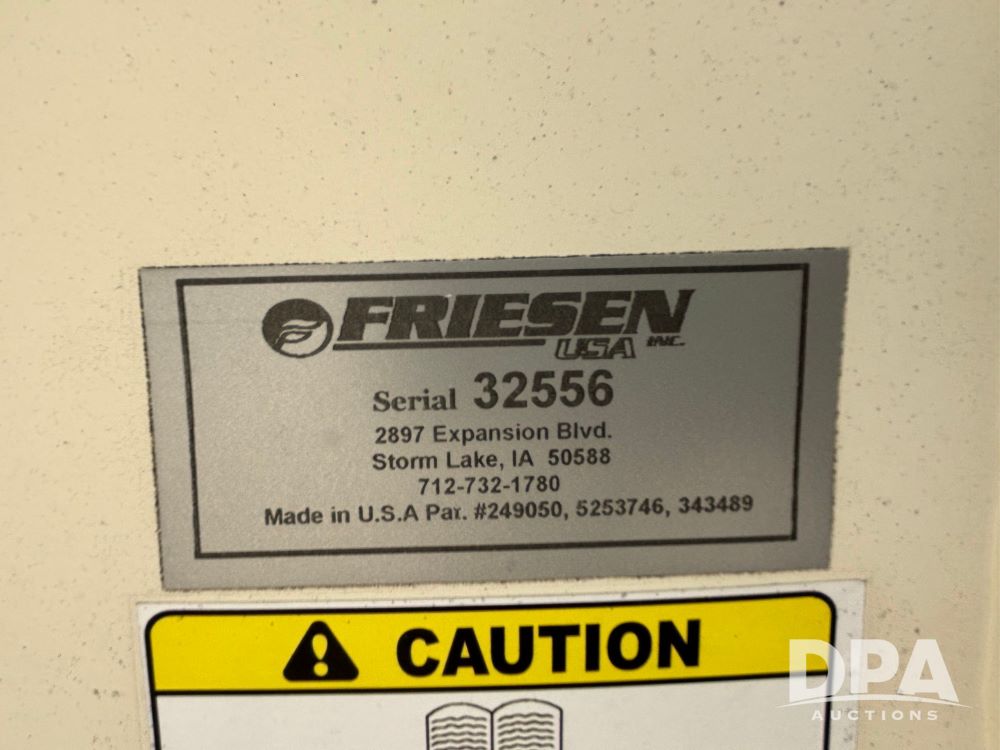 FRIESEN
USA INC.
Serial 32556
2897 Expansion Blvd.
Storm Lake, IA 50588
712-732-1780
Made in U.S.A Pat. #249050, 5253746, 343489
CAUTION
DPA
AUCTIONS